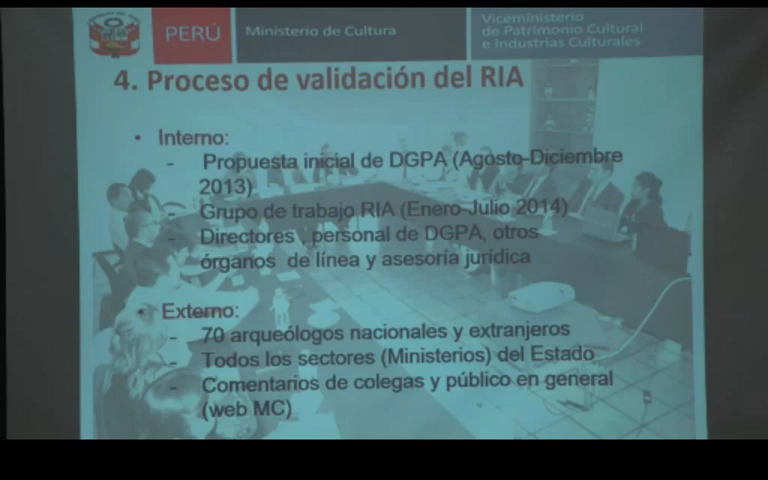 PERÚ
Ministerio de Cultura
Viceministerio
de Patrimonio Cultural
e Industrias Culturales
4. Proceso de validación del RIA
• Interno:
- Propuesta inicial de DGPA (Agosto-Diciembre
2013)
- Grupo de trabajo RIA (Enero-Julio 2014)
- Directores , personal de DGPA, otros
órganos de línea y asesoría jurídica
• Externo:
- 70 arqueólogos nacionales y extranjeros
- Todos los sectores (Ministerios) del Estado
- Comentarios de colegas y público en general
(web MC)